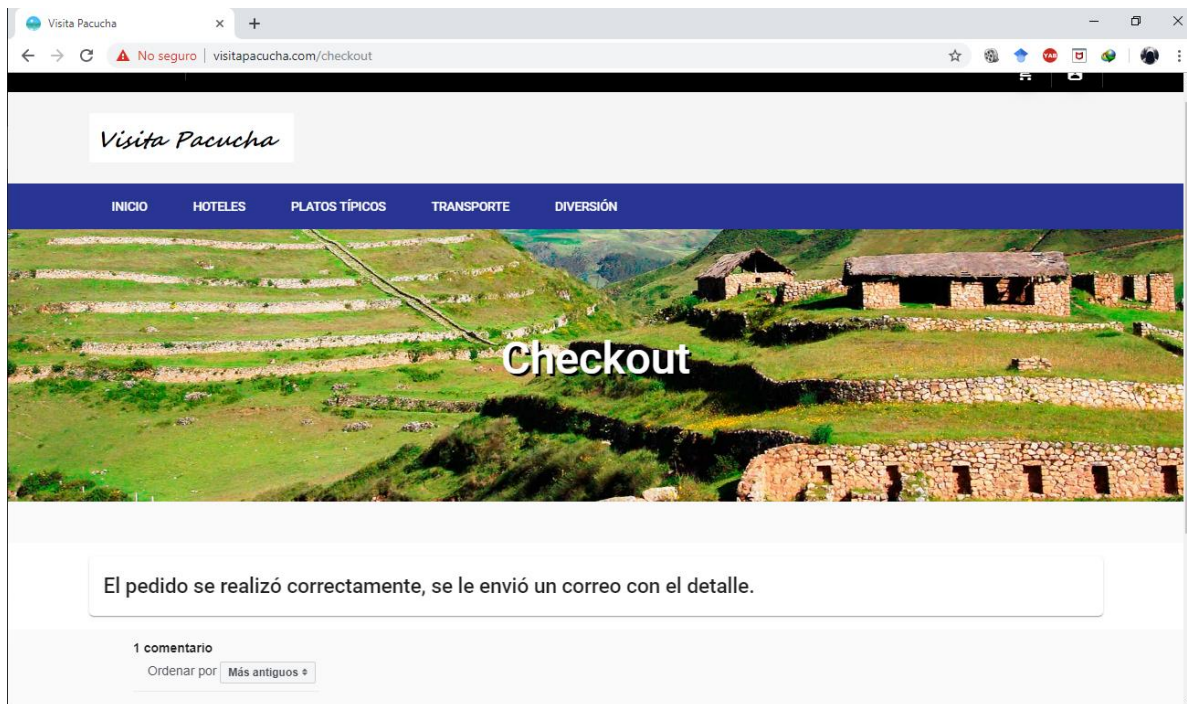 Visita Pacucha
No seguro | visitapacucha.com/checkout
YAB
Visita Pacucha
INICIO HOTELES PLATOS TÍPICOS TRANSPORTE DIVERSIÓN
Checkout
El pedido se realizó correctamente, se le envió un correo con el detalle.
1 comentario
Ordenar por Más antiguos